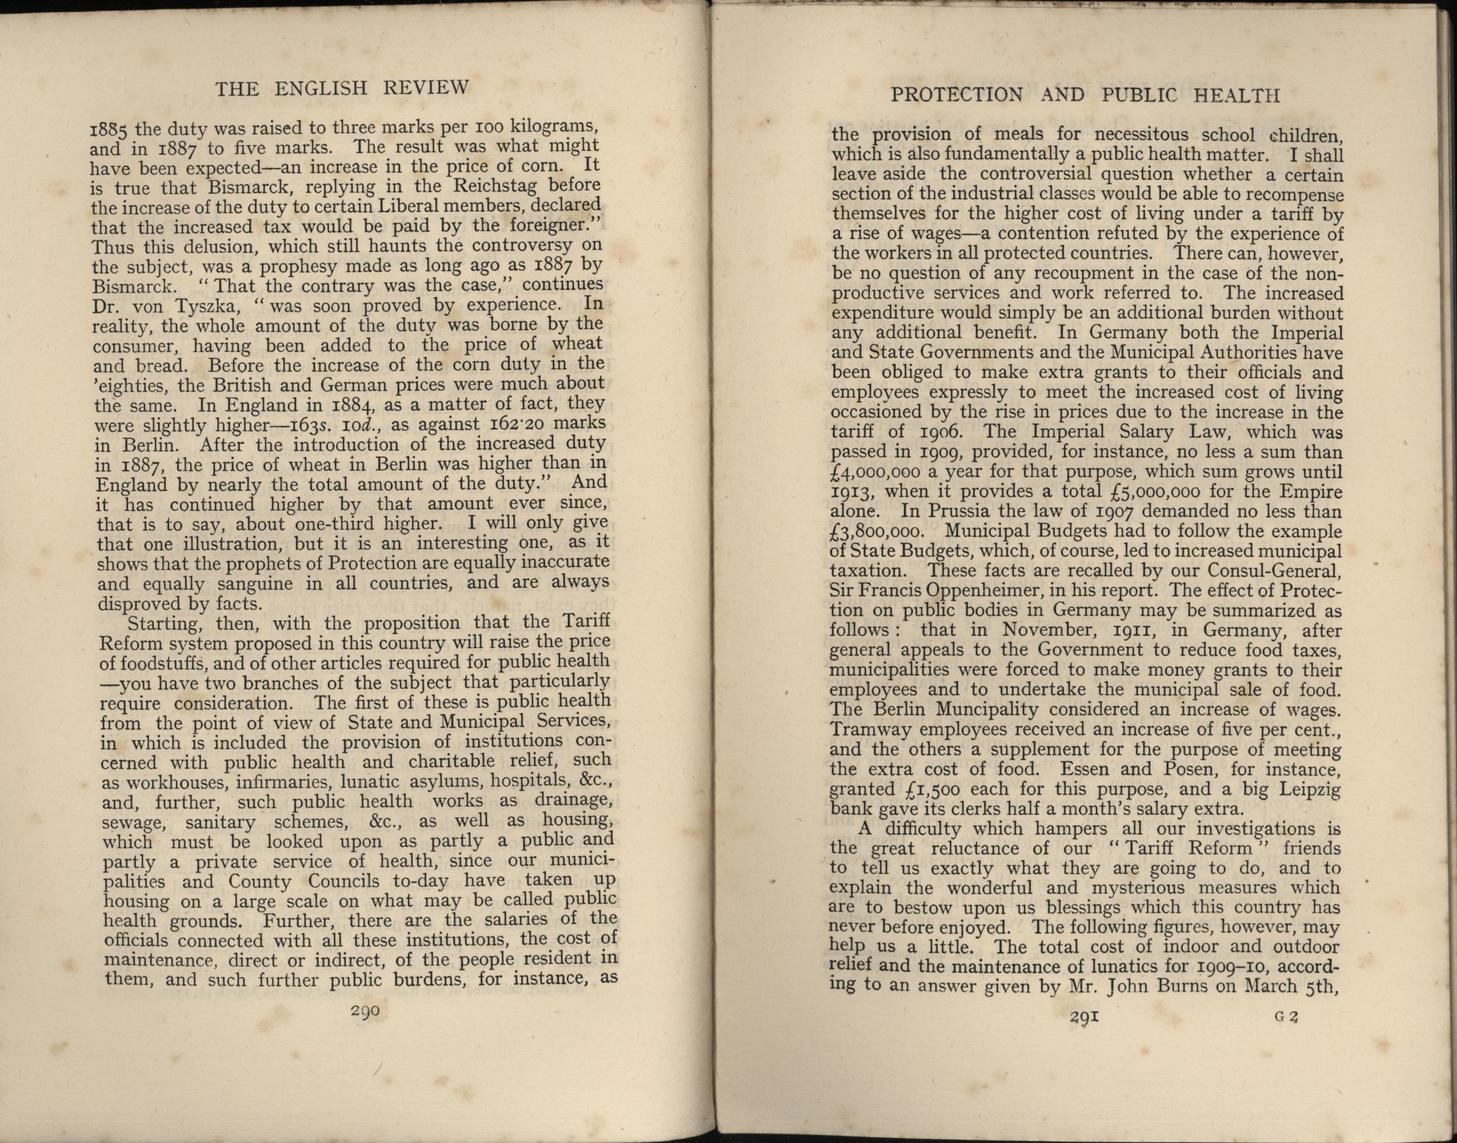 THE ENGLISH REVIEW
1885 the duty was raised to three marks per 100 kilograms,
and in 1887 to five marks. The result was what might
have been expected—an increase in the price of corn. It
is true that Bismarck, replying in the Reichstag before
the increase of the duty to certain Liberal members, declared
that the increased tax would be paid by the foreigner."
Thus this delusion, which still haunts the controversy on
the subject, was a prophesy made as long ago as 1887 by
Bismarck. "That the contrary was the case," continues
Dr. von Tyszka, "was soon proved by experience. In
reality, the whole amount of the duty was borne by the
consumer, having been added to the price of wheat
and bread. Before the increase of the corn duty in the
'eighties, the British and German prices were much about
the same. In England in 1884, as a matter of fact, they
were slightly higher—163s. 10d., as against 162·20 marks
in Berlin. After the introduction of the increased duty
in 1887, the price of wheat in Berlin was higher than in
England by nearly the total amount of the duty." And
it has continued higher by that amount ever since,
that is to say, about one-third higher. I will only give
that one illustration, but it is an interesting one, as it
shows that the prophets of Protection are equally inaccurate
and equally sanguine in all countries, and are always
disproved by facts.
Starting, then, with the proposition that the Tariff
Reform system proposed in this country will raise the price
of foodstuffs, and of other articles required for public health
—you have two branches of the subject that particularly
require consideration. The first of these is public health
from the point of view of State and Municipal Services,
in which is included the provision of institutions con-
cerned with public health and charitable relief, such
as workhouses, infirmaries, lunatic asylums, hospitals, &c.,
and, further, such public health works as drainage,
sewage, sanitary schemes, &c., as well as housing,
which must be looked upon as partly a public and
partly a private service of health, since our munici-
palities and County Councils to-day have taken up
housing on a large scale on what may be called public
health grounds. Further, there are the salaries of the
officials connected with all these institutions, the cost of
maintenance, direct or indirect, of the people resident in
them, and such further public burdens, for instance, as
290
PROTECTION AND PUBLIC HEALTH
the provision of meals for necessitous school children,
which is also fundamentally a public health matter. I shall
leave aside the controversial question whether a certain
section of the industrial classes would be able to recompense
themselves for the higher cost of living under a tariff by
a rise of wages—a contention refuted by the experience of
the workers in all protected countries. There can, however,
be no question of any recoupment in the case of the non-
productive services and work referred to. The increased
expenditure would simply be an additional burden without
any additional benefit. In Germany both the Imperial
and State Governments and the Municipal Authorities have
been obliged to make extra grants to their officials and
employees expressly to meet the increased cost of living
occasioned by the rise in prices due to the increase in the
tariff of 1906. The Imperial Salary Law, which was
passed in 1909, provided, for instance, no less a sum than
£4,000,000 a year for that purpose, which sum grows until
1913, when it provides a total £5,000,000 for the Empire
alone. In Prussia the law of 1907 demanded no less than
£3,800,000. Municipal Budgets had to follow the example
of State Budgets, which, of course, led to increased municipal
taxation. These facts are recalled by our Consul-General,
Sir Francis Oppenheimer, in his report. The effect of Protec-
tion on public bodies in Germany may be summarized as
follows: that in November, 1911, in Germany, after
general appeals to the Government to reduce food taxes,
municipalities were forced to make money grants to their
employees and to undertake the municipal sale of food.
The Berlin Muncipality considered an increase of wages.
Tramway employees received an increase of five per cent.,
and the others a supplement for the purpose of meeting
the extra cost of food. Essen and Posen, for instance,
granted £1,500 each for this purpose, and a big Leipzig
bank gave its clerks half a month's salary extra.
A difficulty which hampers all our investigations is
the great reluctance of our "Tariff Reform" friends
to tell us exactly what they are going to do, and to
explain the wonderful and mysterious measures which
are to bestow upon us blessings which this country has
never before enjoyed. The following figures, however, may
help us a little. The total cost of indoor and outdoor
relief and the maintenance of lunatics for 1909–10, accord-
ing to an answer given by Mr. John Burns on March 5th,
291
G 2